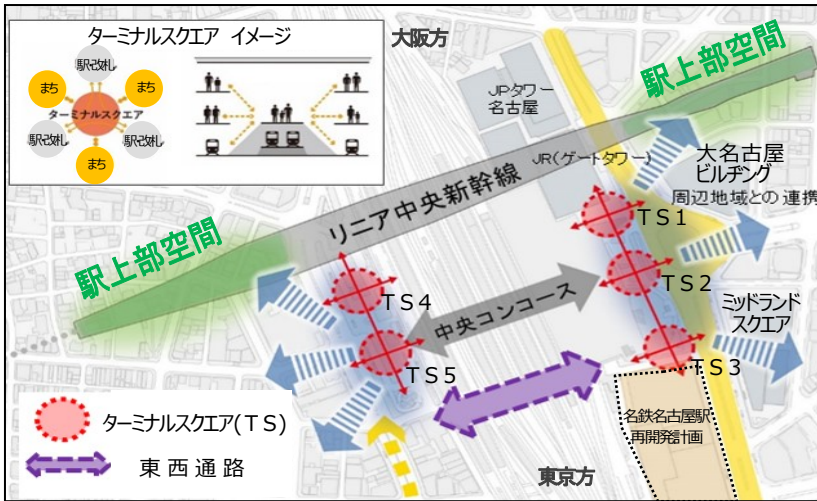 ターミナルスクエア イメージ
駅改札
まち
まち
ターミナルスクエア
駅改札
駅改札
まち
大阪方
駅上部空間
JPタワー
名古屋
JR(ゲートタワー)
大名古屋
ビルヂング
周辺地域との連携
リニア中央新幹線
TS1
駅上部空間
TS2
TS4
中央コンコース
ミッドランド
スクエア
TS3
TS5
名鉄名古屋駅
再開発計画
ターミナルスクエア(TS)
東西通路
東京方